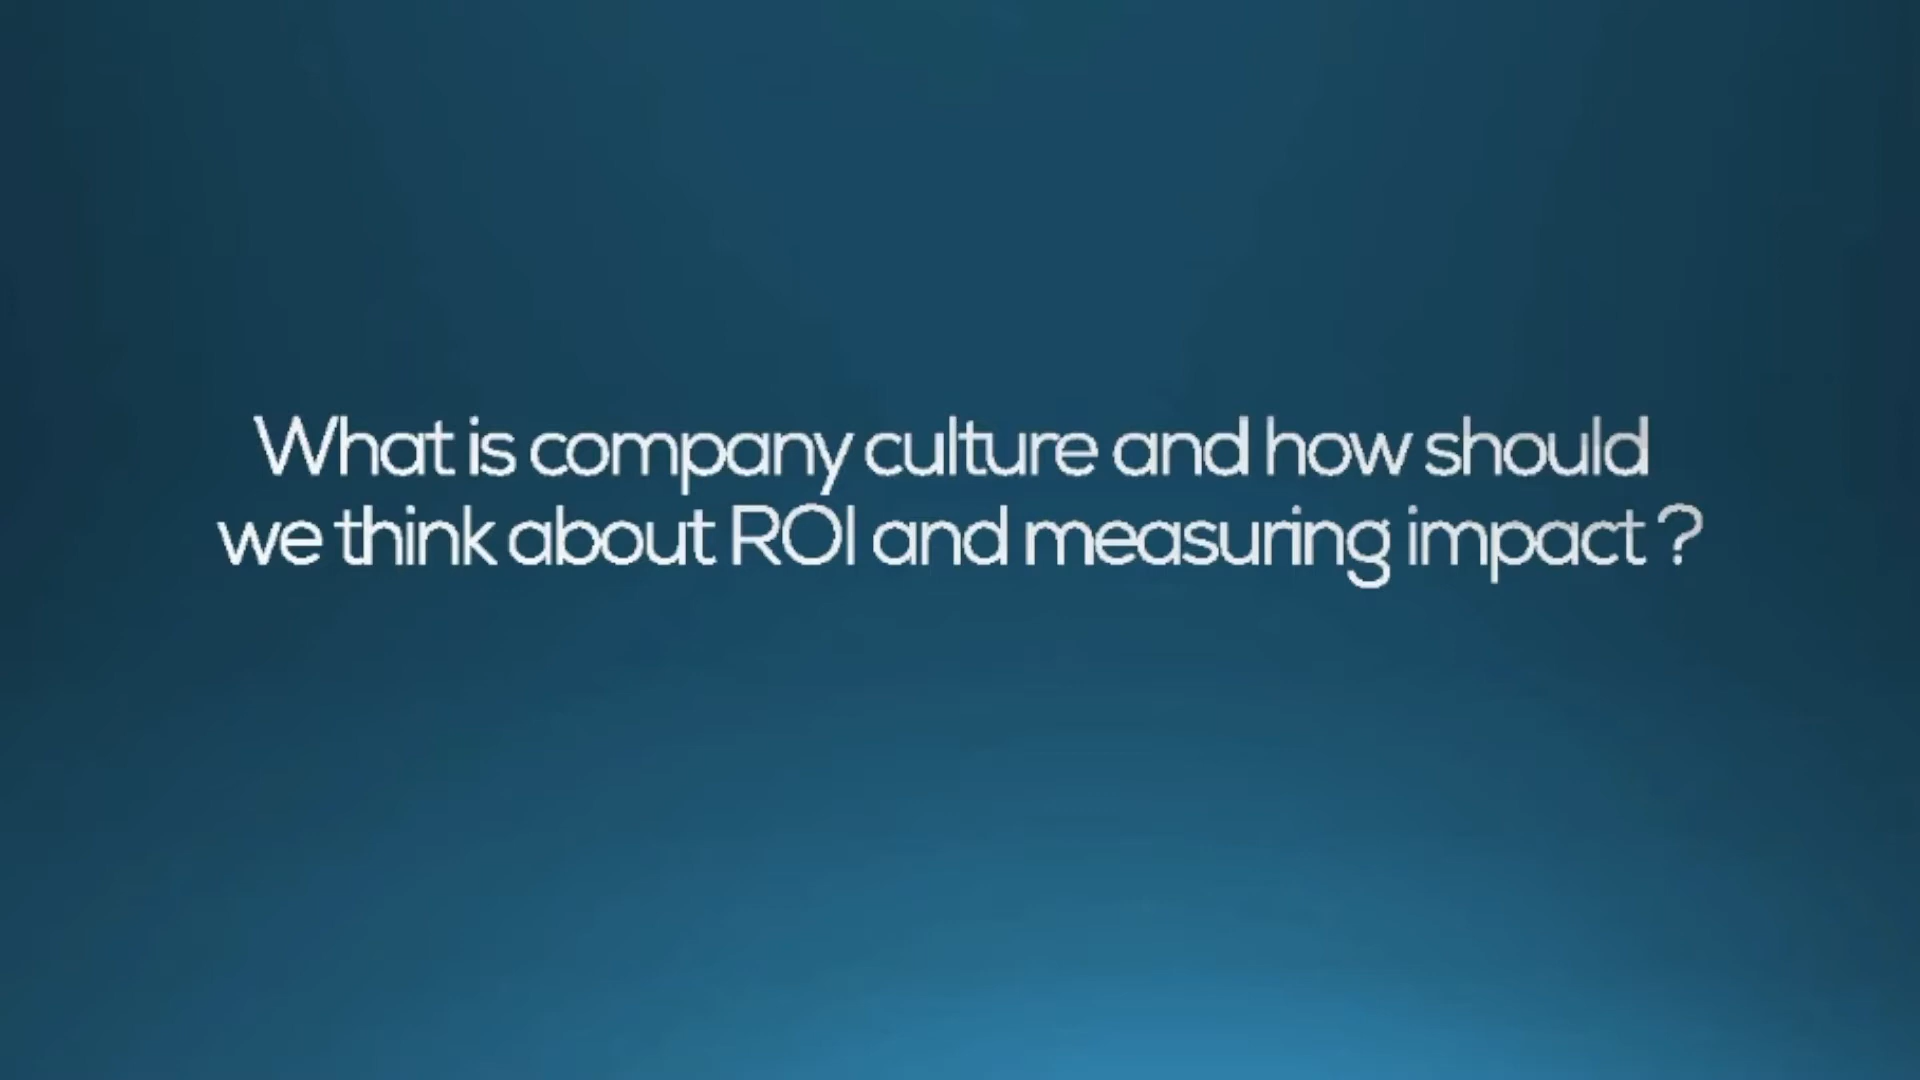 What is company culture and how should
we think about ROI and measuring impact ?